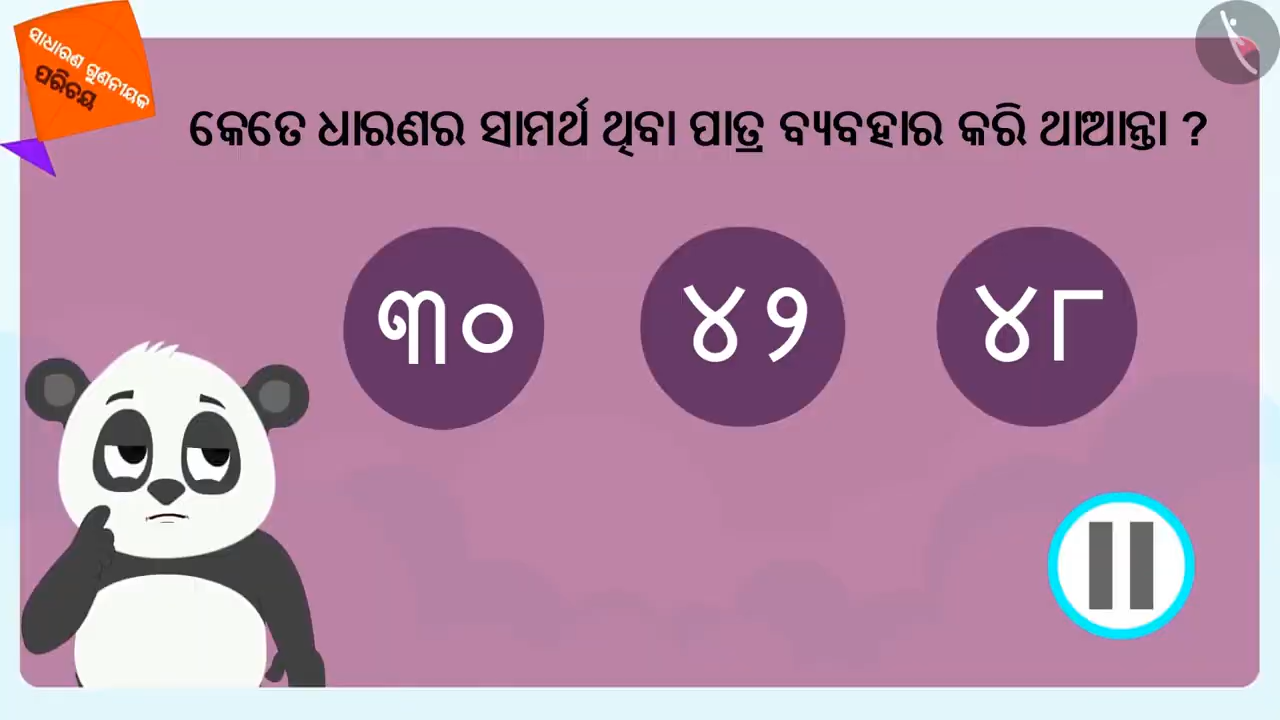 ସାଧାରଣ ଗୁଣନୀୟକ
ପରିଚୟ
କେତେ ଧାରଣର ସାମର୍ଥ ଥିବା ପାତ୍ର ବ୍ୟବହାର କରି ଥାଆନ୍ତା ?
୩୦ ୪୨ ୪୮